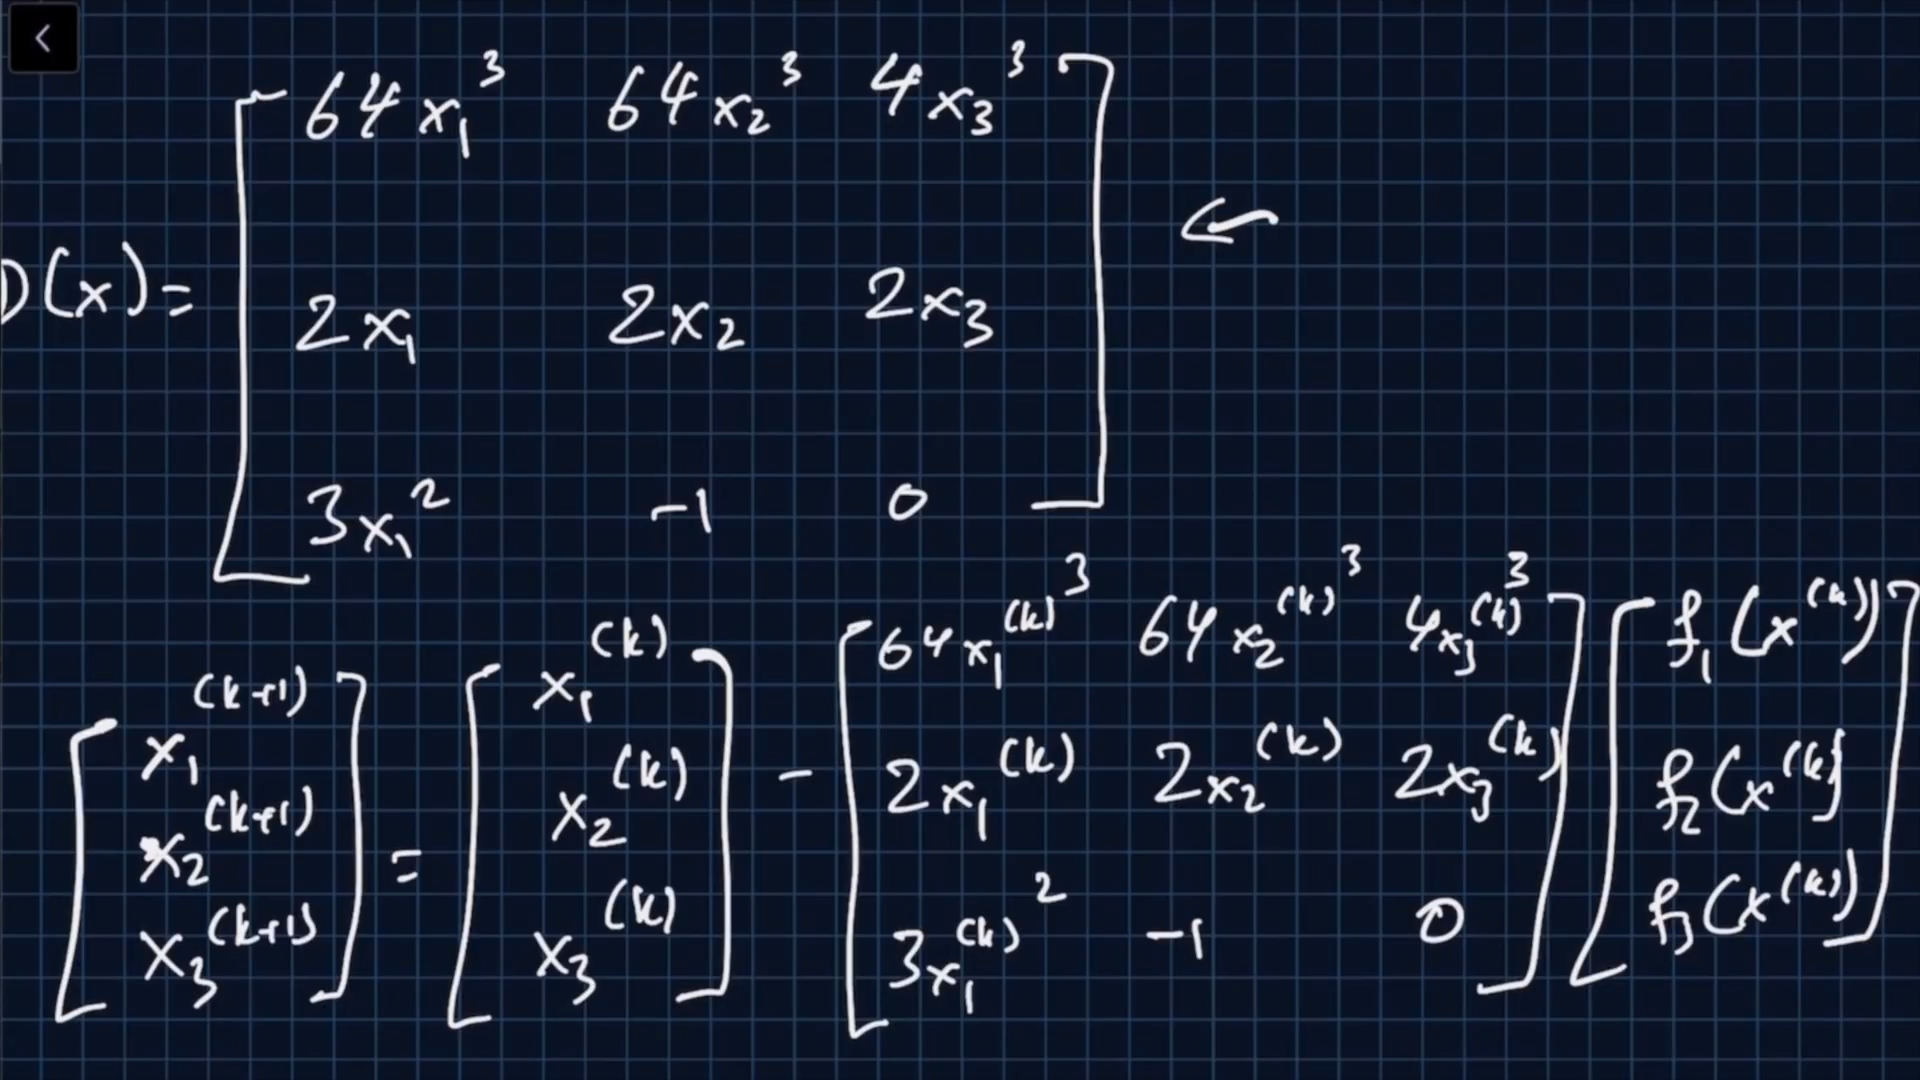 64x₁³ 64x₂³ 4x₃³
D(x)= 2x₁ 2x₂ 2x₃
3x₁² -1 0
x₁⁽ᵏ⁺¹⁾ x₁⁽ᵏ⁾ 64x₁⁽ᵏ⁾³ 64x₂⁽ᵏ⁾³ 4x₃⁽ᵏ⁾³ f₁(x⁽ᵏ⁾)
x₂⁽ᵏ⁺¹⁾ = x₂⁽ᵏ⁾ - 2x₁⁽ᵏ⁾ 2x₂⁽ᵏ⁾ 2x₃⁽ᵏ⁾ f₂(x⁽ᵏ⁾
x₃⁽ᵏ⁺¹⁾ x₃⁽ᵏ⁾ 3x₁⁽ᵏ⁾² -1 0 f₃(x⁽ᵏ⁾)